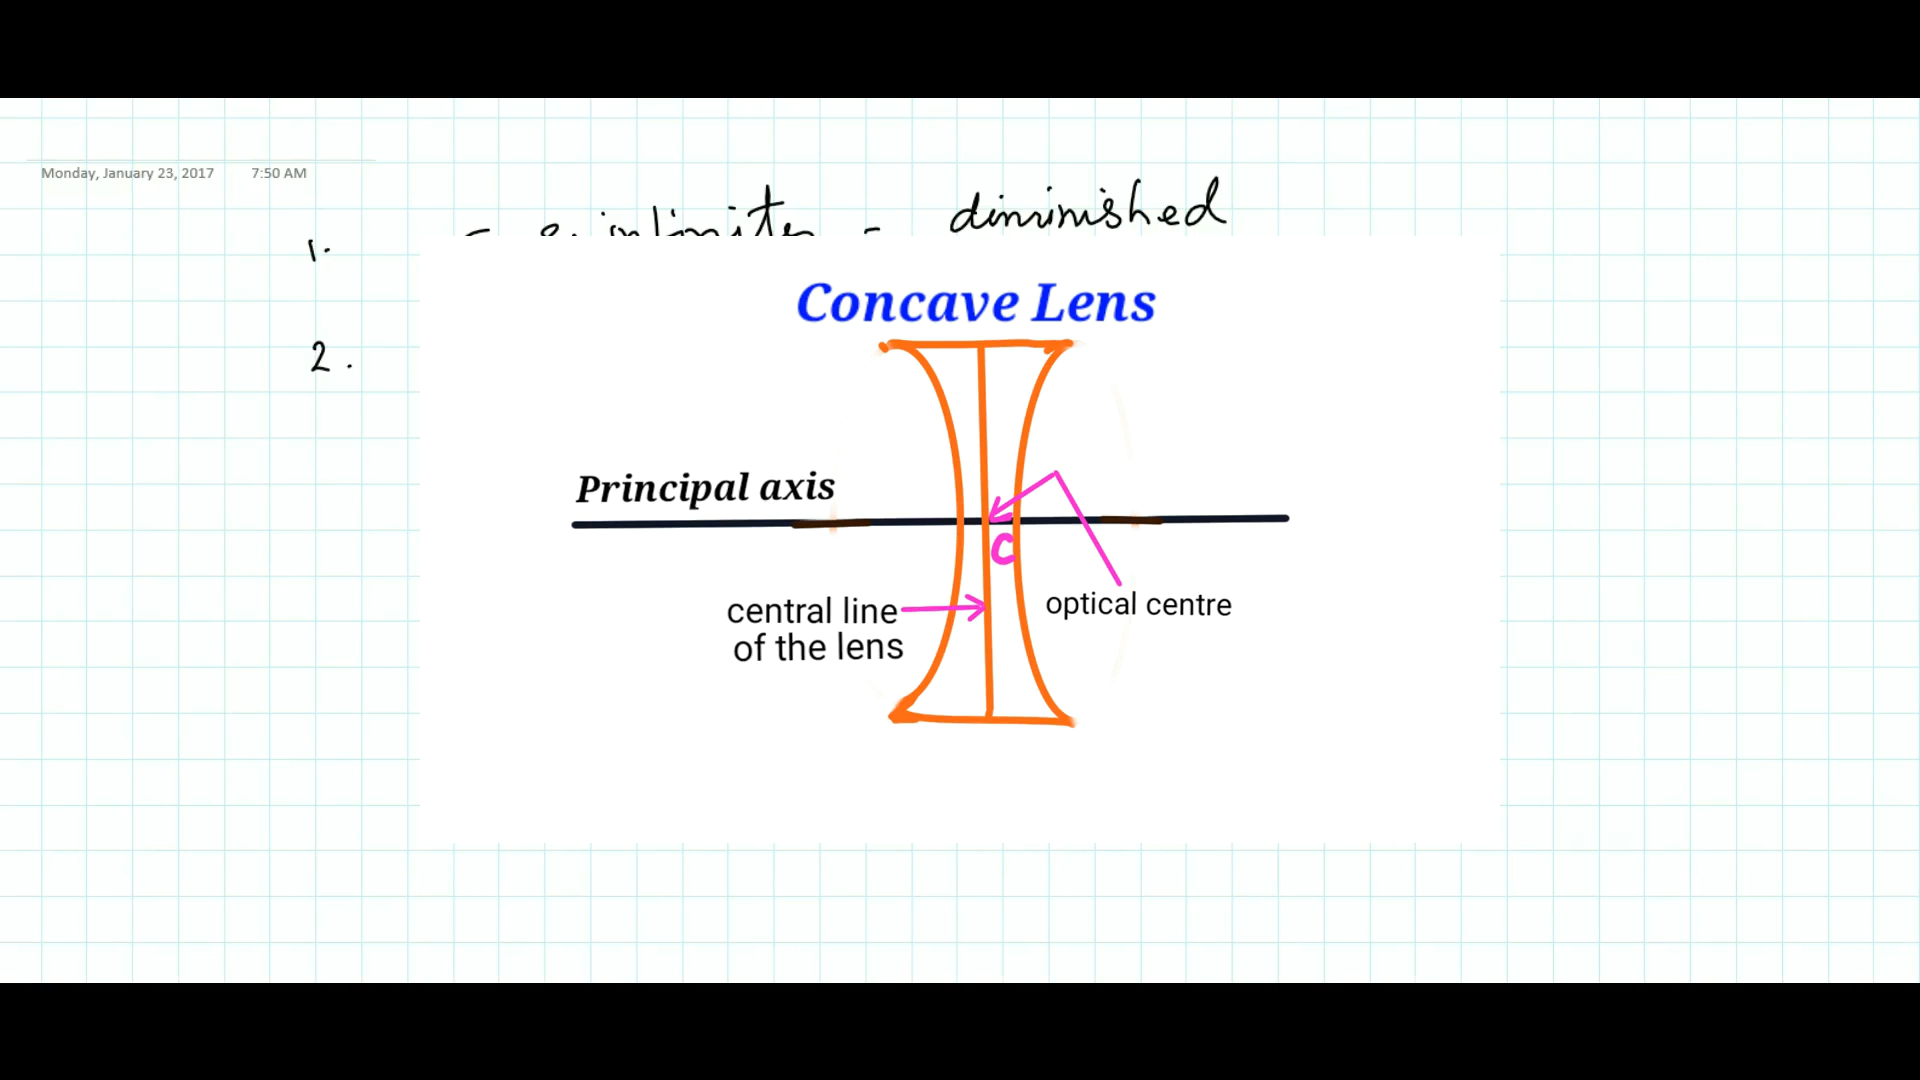 Monday, January 23, 2017 7:50 AM
diminished
1.
2.
Concave Lens
Principal axis
C
central line
of the lens
optical centre